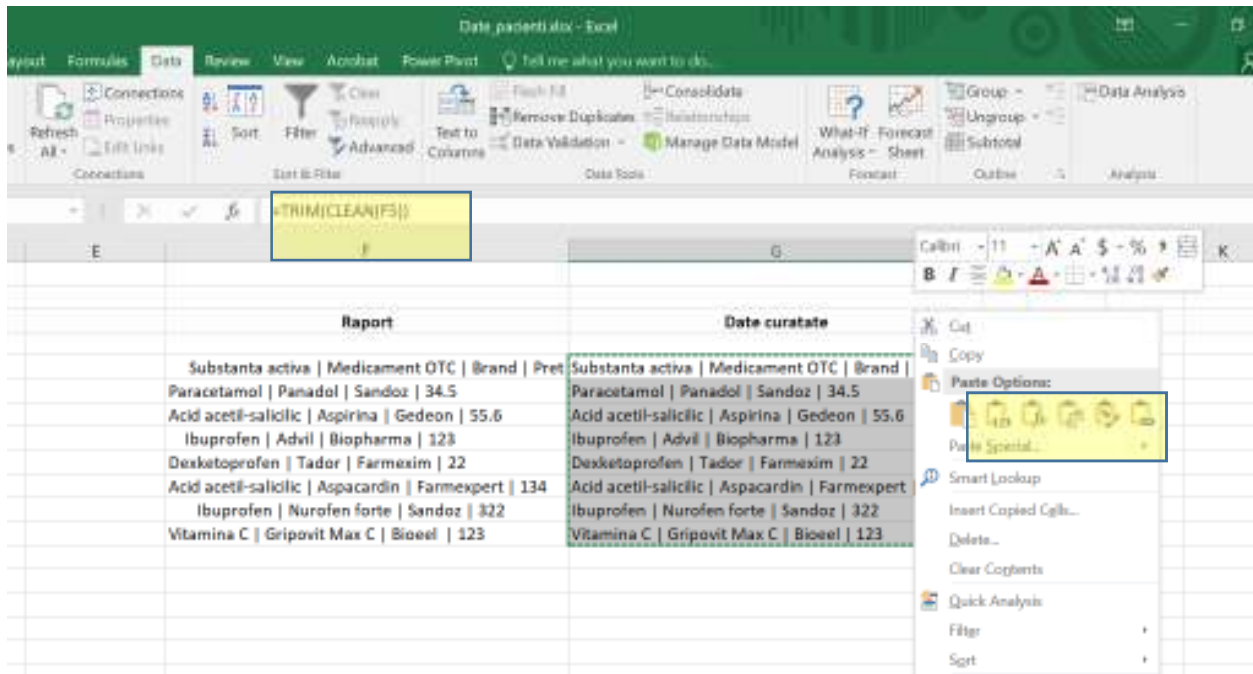 Date_pacienti.xlsx - Excel
ayout Formulas Data Review View Acrobat Power Pivot Tell me what you want to do...
Connections Clear Flash Fill Consolidate Group Data Analysis
Properties Reapply Remove Duplicates Relationships Ungroup
Refresh All Edit Links Sort Filter Advanced Text to Columns Data Validation Manage Data Model What-If Analysis Forecast Sheet Subtotal
Connections Sort & Filter Data Tools Forecast Outline Analysis
fx =TRIM(CLEAN(F5))
E F G K
Calibri 11 A A $ % ,
B I A
Raport Date curatate
Substanta activa | Medicament OTC | Brand | Pret Substanta activa | Medicament OTC | Brand |
Paracetamol | Panadol | Sandoz | 34.5 Paracetamol | Panadol | Sandoz | 34.5
Acid acetil-salicilic | Aspirina | Gedeon | 55.6 Acid acetil-salicilic | Aspirina | Gedeon | 55.6
Ibuprofen | Advil | Biopharma | 123 Ibuprofen | Advil | Biopharma | 123
Dexketoprofen | Tador | Farmexim | 22 Dexketoprofen | Tador | Farmexim | 22
Acid acetil-salicilic | Aspacardin | Farmexpert | 134 Acid acetil-salicilic | Aspacardin | Farmexpert |
Ibuprofen | Nurofen forte | Sandoz | 322 Ibuprofen | Nurofen forte | Sandoz | 322
Vitamina C | Gripovit Max C | Bioeel | 123 Vitamina C | Gripovit Max C | Bioeel | 123
Cut
Copy
Paste Options:
Paste Special...
Smart Lookup
Insert Copied Cells...
Delete...
Clear Contents
Quick Analysis
Filter
Sort